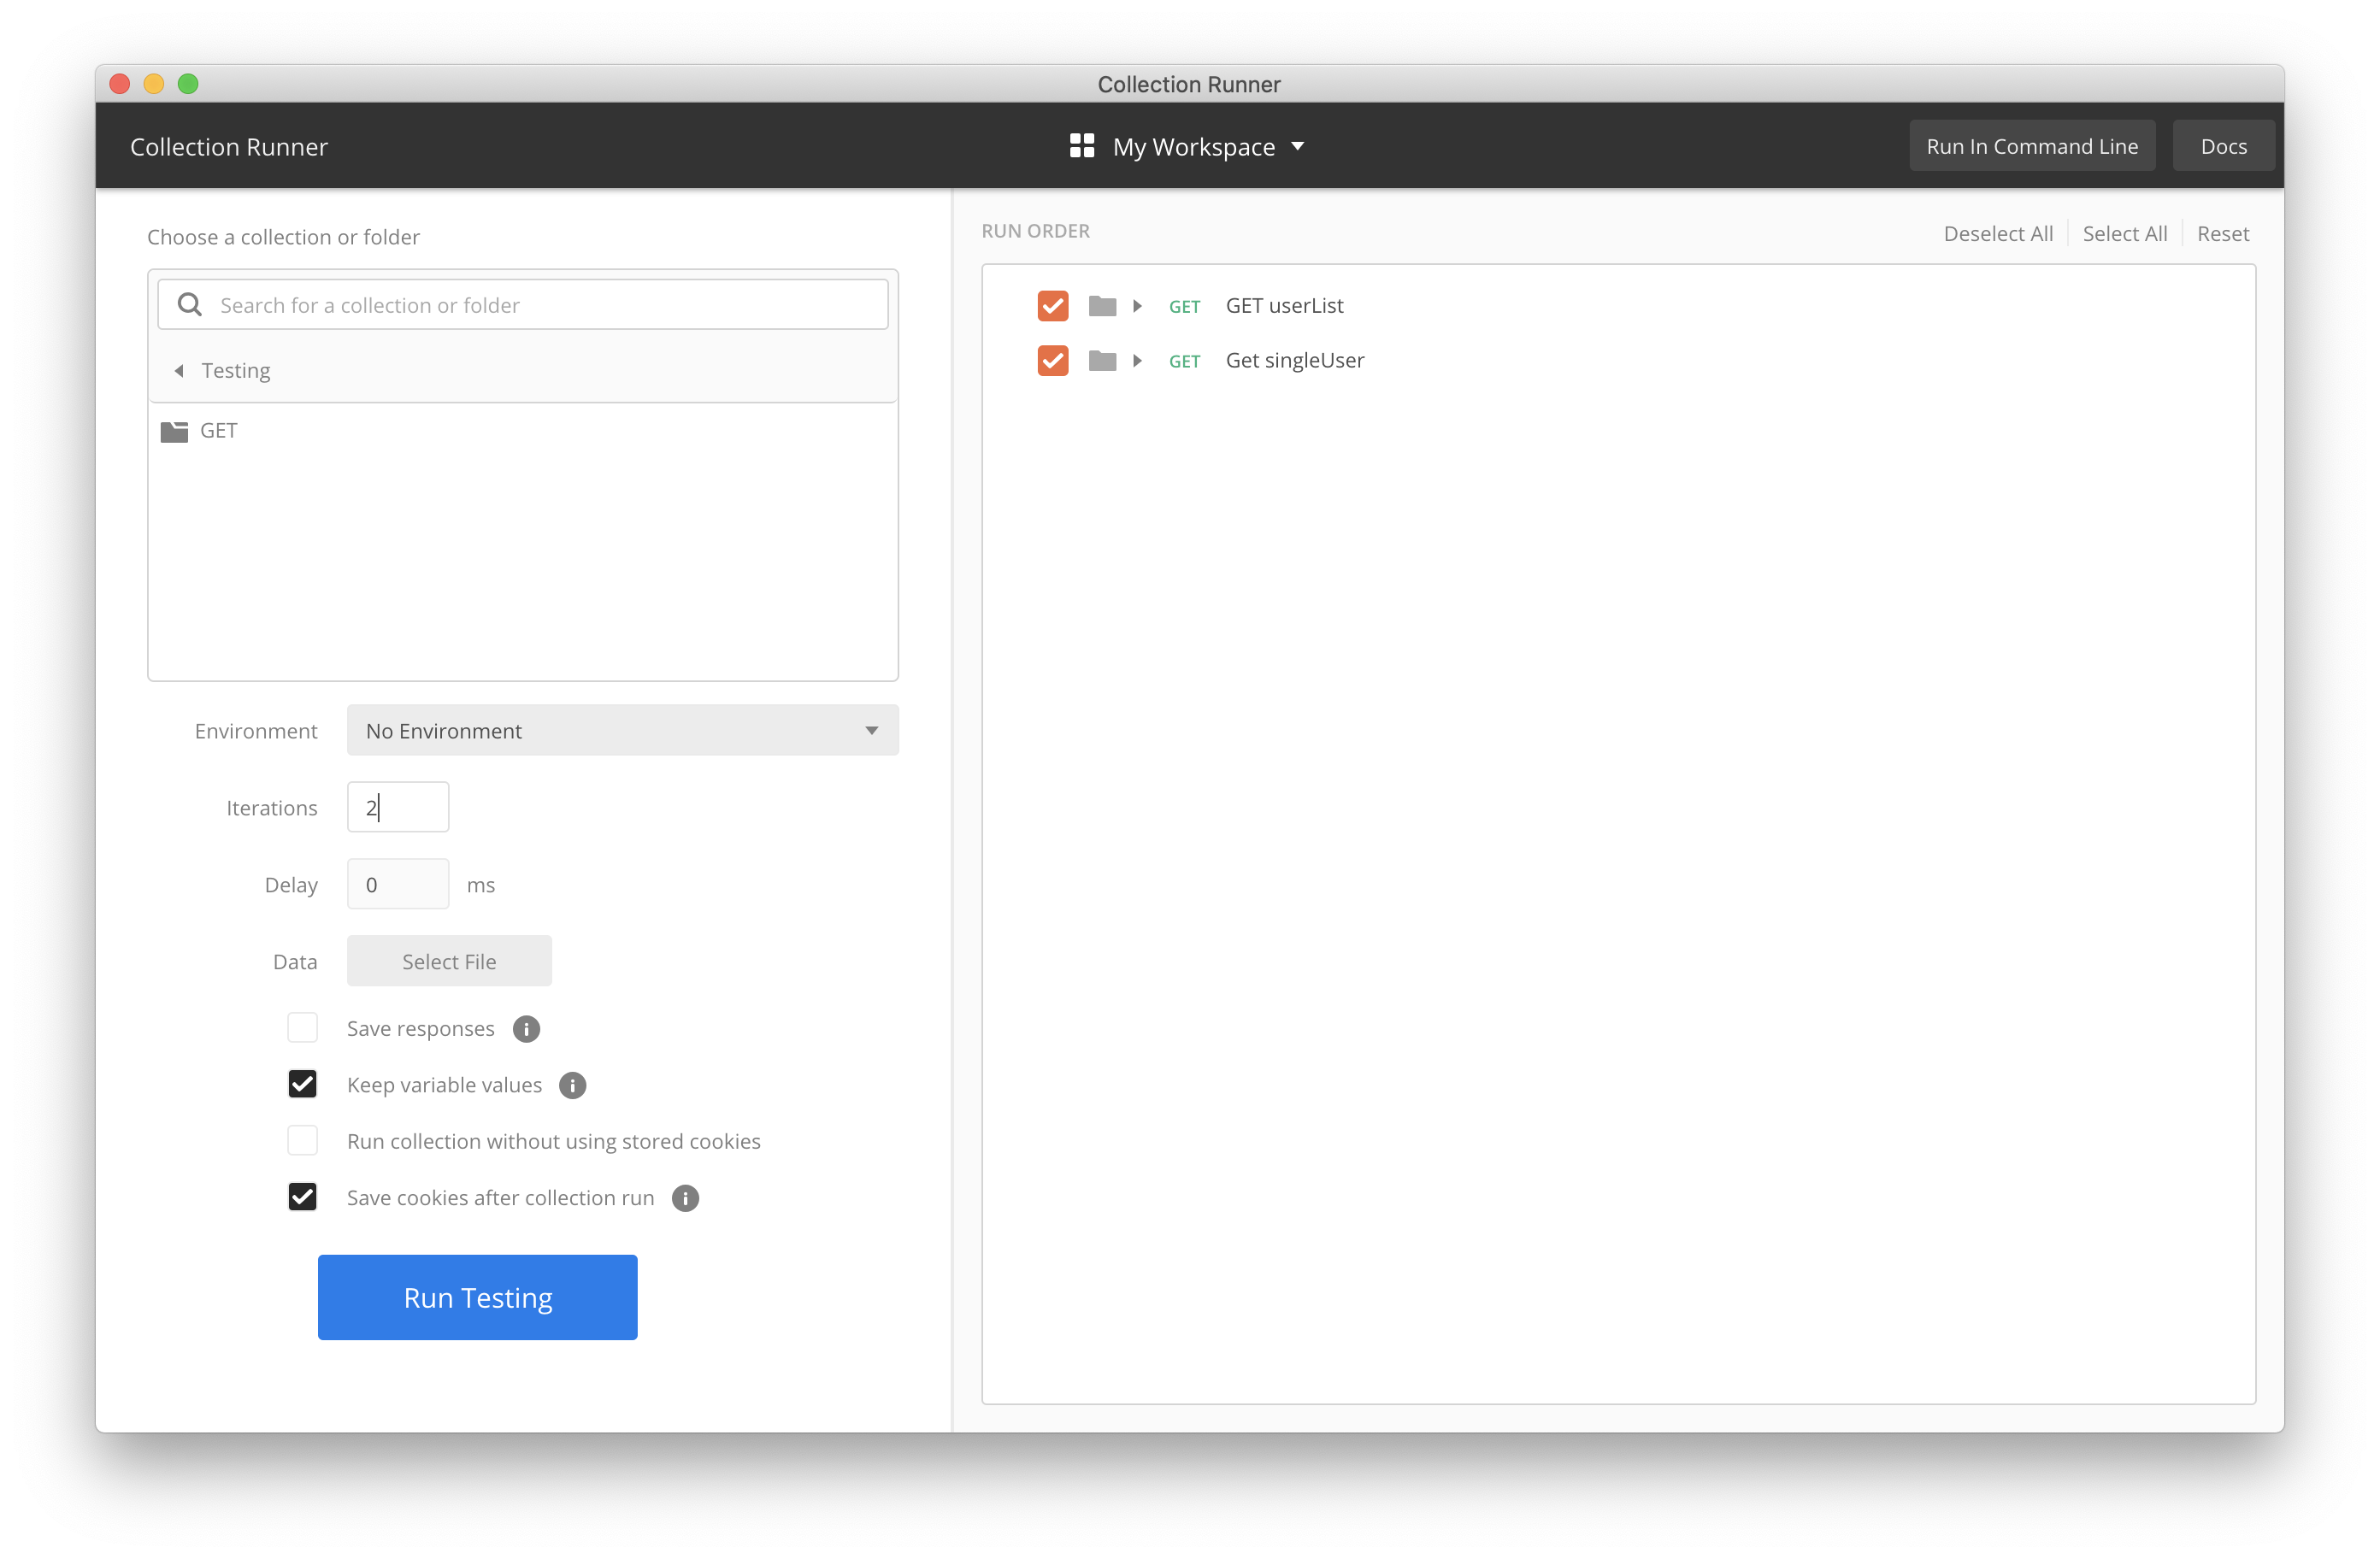 Collection Runner
Collection Runner
My Workspace
Run In Command Line
Docs
Choose a collection or folder
Search for a collection or folder
Testing
GET
Environment
No Environment
Iterations
2
Delay
0
ms
Data
Select File
Save responses
Keep variable values
Run collection without using stored cookies
Save cookies after collection run
Run Testing
RUN ORDER
Deselect All
Select All
Reset
GET GET userList
GET Get singleUser